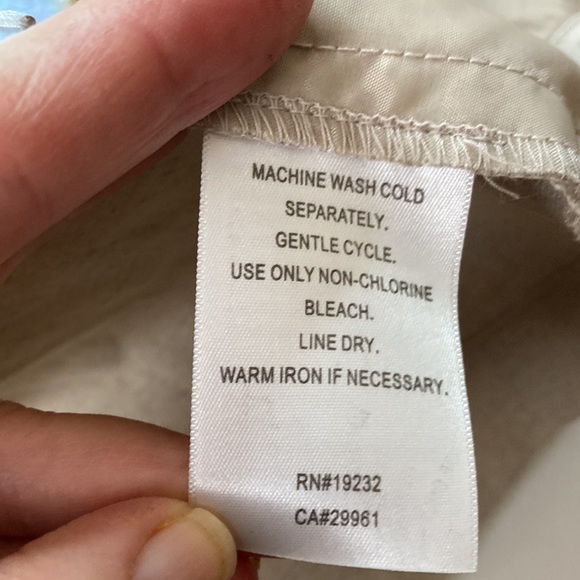 MACHINE WASH COLD
SEPARATELY.
GENTLE CYCLE.
USE ONLY NON-CHLORINE
BLEACH.
LINE DRY.
WARM IRON IF NECESSARY.
RN#19232
CA#29961